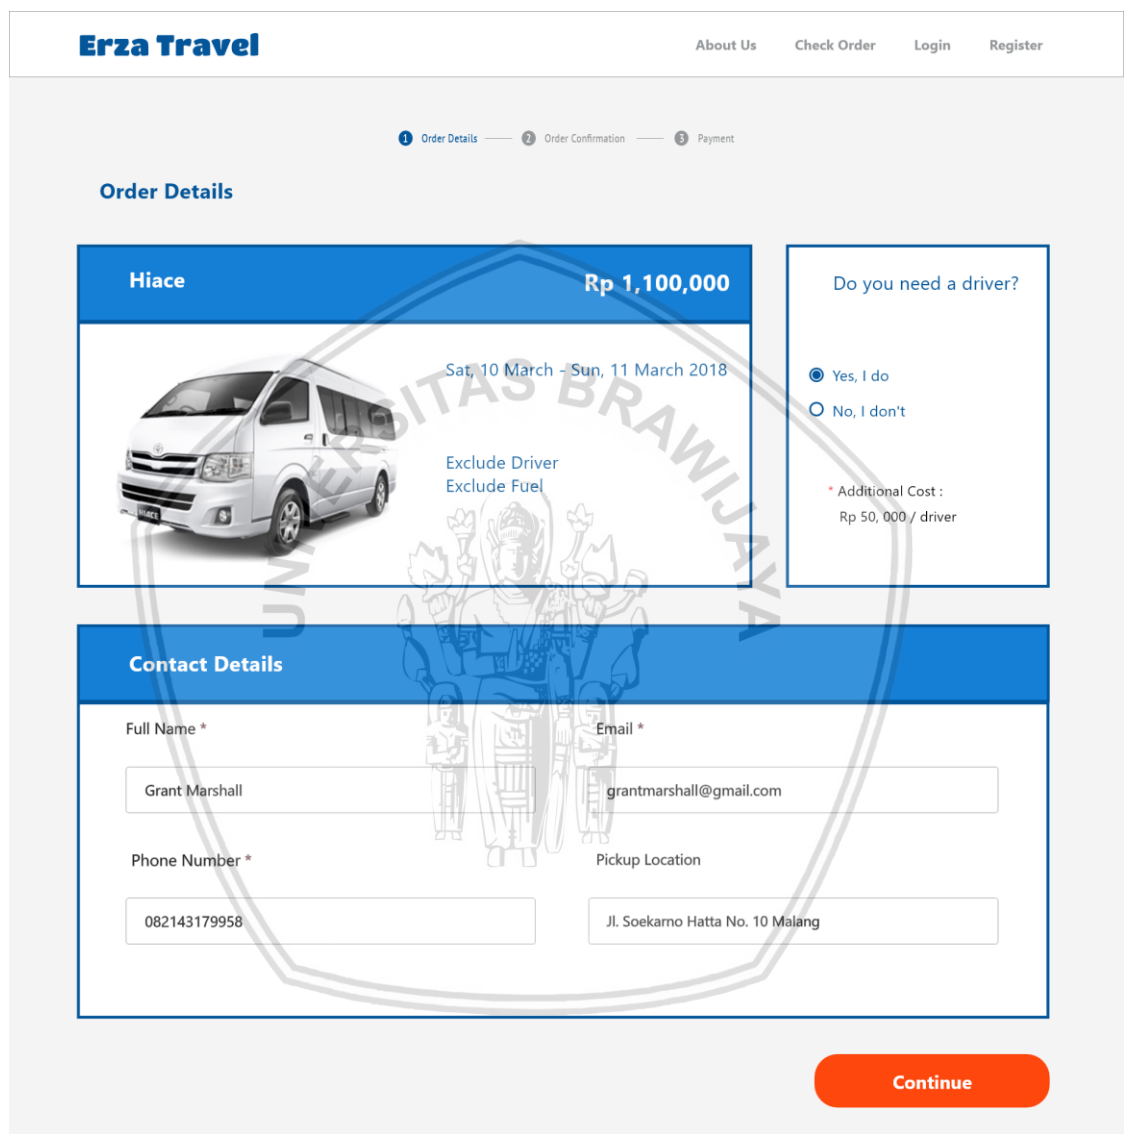 Erza Travel
About Us Check Order Login Register
1 Order Details 2 Order Confirmation 3 Payment
Order Details
Hiace Rp 1,100,000
Sat, 10 March - Sun, 11 March 2018
Exclude Driver
Exclude Fuel
HIACE
Do you need a driver?
Yes, I do
No, I don't
* Additional Cost :
Rp 50, 000 / driver
UNIVERSITAS BRAWIJAYA
Contact Details
Full Name * Email *
Grant Marshall grantmarshall@gmail.com
Phone Number * Pickup Location
082143179958 Jl. Soekarno Hatta No. 10 Malang
Continue